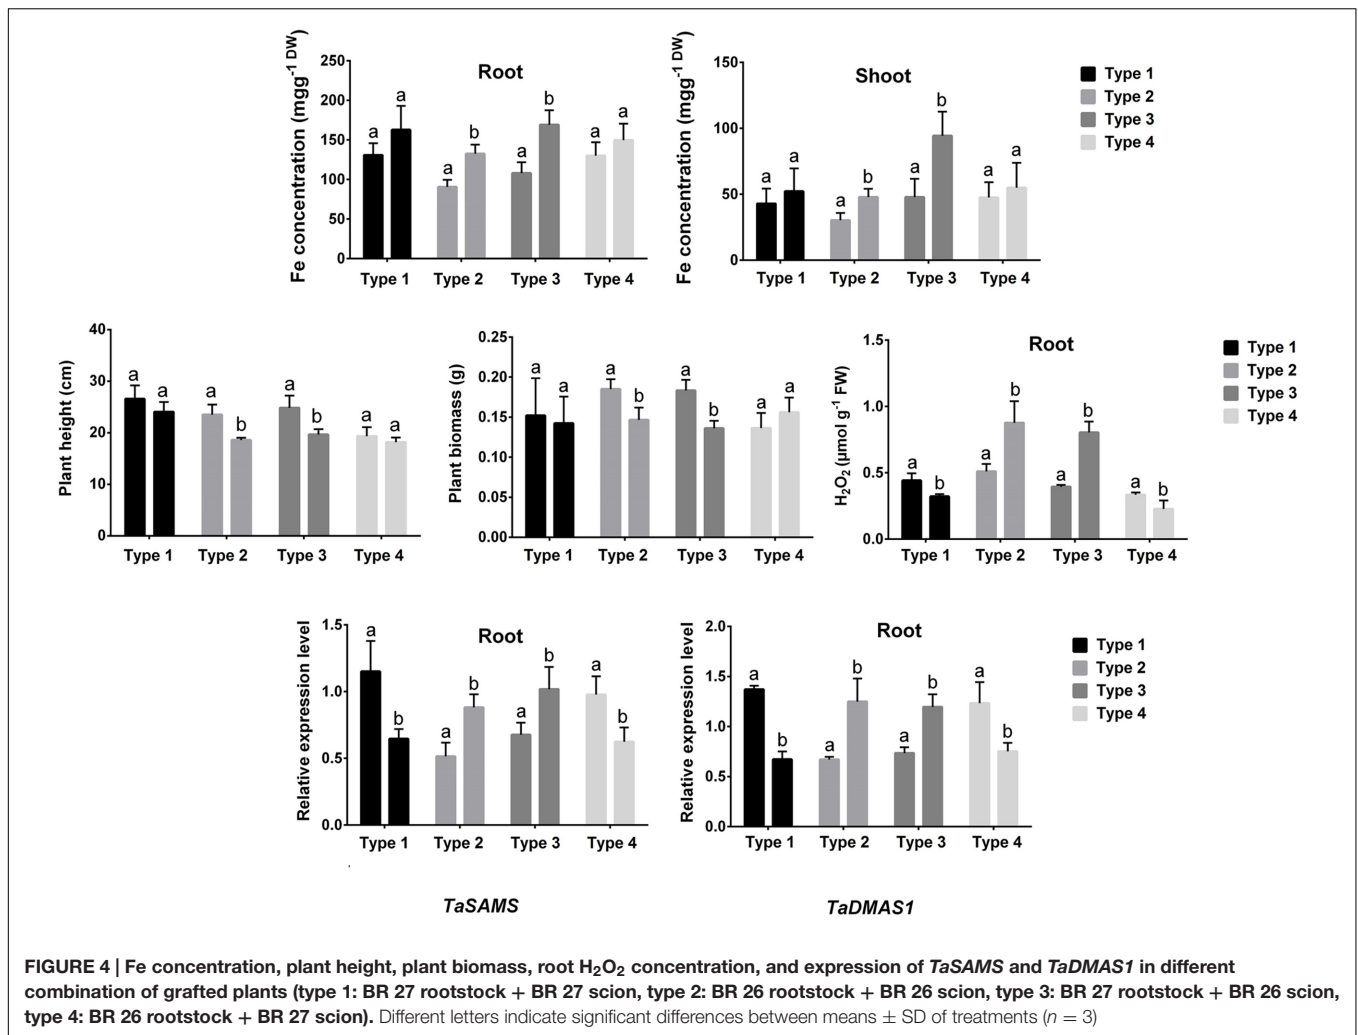 Root
Fe concentration (mgg-1 DW)
250
200
150
100
50
0
a a a b a b a a
Type 1 Type 2 Type 3 Type 4
Shoot
Fe concentration (mgg-1 DW)
150
100
50
0
a a a b a b a a
Type 1 Type 2 Type 3 Type 4
Type 1
Type 2
Type 3
Type 4
Plant height (cm)
40
30
20
10
0
a a a b a b a a
Type 1 Type 2 Type 3 Type 4
Plant biomass (g)
0.25
0.20
0.15
0.10
0.05
0.00
a a a b a b a a
Type 1 Type 2 Type 3 Type 4
Root
H2O2 (µmol g-1 FW)
1.5
1.0
0.5
0.0
a b a b a b a b
Type 1 Type 2 Type 3 Type 4
Type 1
Type 2
Type 3
Type 4
Root
Relative expression level
1.5
1.0
0.5
0.0
a b a b a b a b
Type 1 Type 2 Type 3 Type 4
TaSAMS
Root
Relative expression level
2.0
1.5
1.0
0.5
0.0
a b a b a b a b
Type 1 Type 2 Type 3 Type 4
TaDMAS1
Type 1
Type 2
Type 3
Type 4
FIGURE 4 | Fe concentration, plant height, plant biomass, root H2O2 concentration, and expression of TaSAMS and TaDMAS1 in different
combination of grafted plants (type 1: BR 27 rootstock + BR 27 scion, type 2: BR 26 rootstock + BR 26 scion, type 3: BR 27 rootstock + BR 26 scion,
type 4: BR 26 rootstock + BR 27 scion). Different letters indicate significant differences between means ± SD of treatments (n = 3)